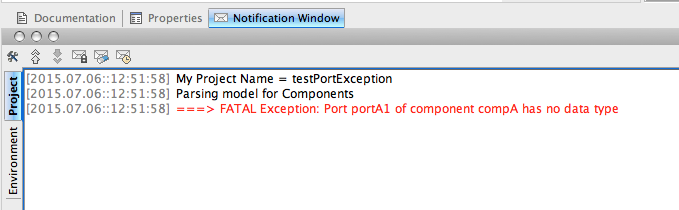 Documentation Properties Notification Window
[2015.07.06::12:51:58] My Project Name = testPortException
[2015.07.06::12:51:58] Parsing model for Components
[2015.07.06::12:51:58] ===> FATAL Exception: Port portA1 of component compA has no data type
Project
Environment